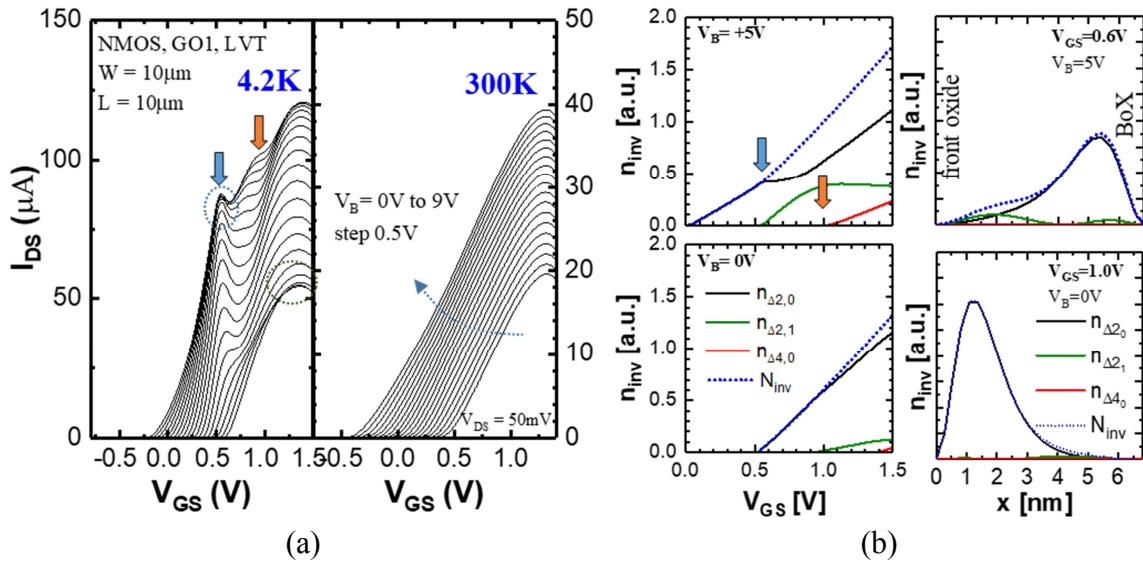 NMOS, GO1, LVT
W = 10μm
L = 10μm
4.2K
150
100
50
0
I_DS (μA)
-0.5 0.0 0.5 1.0 1.5
V_GS (V)
300K
V_B= 0V to 9V
step 0.5V
V_DS = 50mV
50
40
30
20
10
0
-0.5 0.0 0.5 1.0
V_GS (V)
(a)
V_B= +5V
n_inv [a.u.]
2.0
1.5
1.0
0.5
0.0
V_GS=0.6V
V_B=5V
front oxide
BoX
n_inv [a.u.]
V_B= 0V
n_inv [a.u.]
2.0
1.5
1.0
0.5
0.0
n_Δ2,0
n_Δ2,1
n_Δ4,0
N_inv
0.0 0.5 1.0 1.5
V_GS [V]
V_GS=1.0V
V_B=0V
n_inv [a.u.]
n_Δ2_0
n_Δ2_1
n_Δ4_0
N_inv
0 1 2 3 4 5 6
x [nm]
(b)